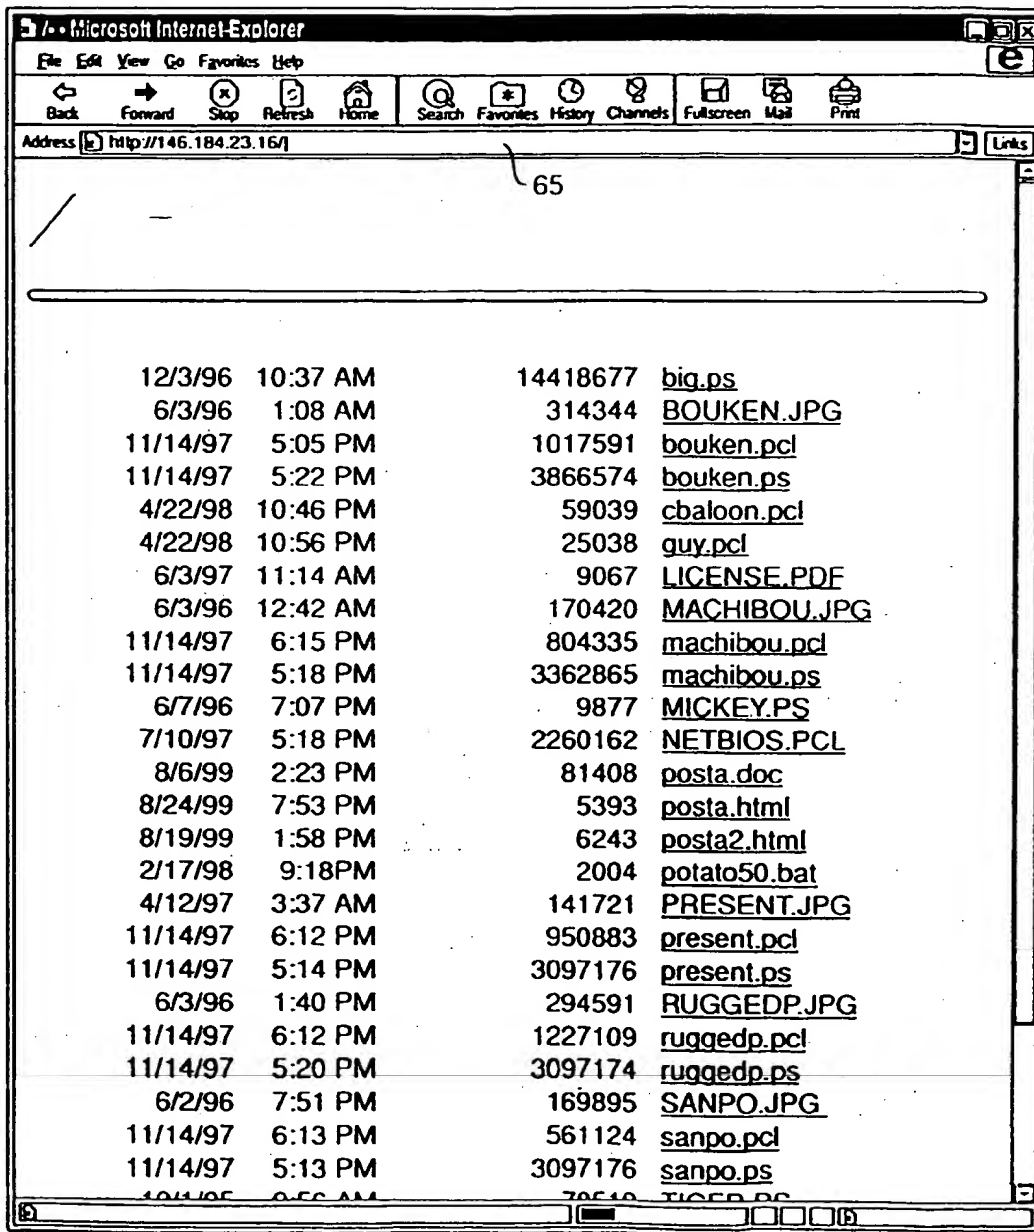 / - Microsoft Internet Explorer
File Edit View Go Favorites Help
Back Forward Stop Refresh Home Search Favorites History Channels Fullscreen Mail Print
Address http://146.184.23.16/ Links
65
/ -
12/3/96 10:37 AM 14418677 big.ps
6/3/96 1:08 AM 314344 BOUKEN.JPG
11/14/97 5:05 PM 1017591 bouken.pcl
11/14/97 5:22 PM 3866574 bouken.ps
4/22/98 10:46 PM 59039 cbaloon.pcl
4/22/98 10:56 PM 25038 guy.pcl
6/3/97 11:14 AM 9067 LICENSE.PDF
6/3/96 12:42 AM 170420 MACHIBOU.JPG
11/14/97 6:15 PM 804335 machibou.pcl
11/14/97 5:18 PM 3362865 machibou.ps
6/7/96 7:07 PM 9877 MICKEY.PS
7/10/97 5:18 PM 2260162 NETBIOS.PCL
8/6/99 2:23 PM 81408 posta.doc
8/24/99 7:53 PM 5393 posta.html
8/19/99 1:58 PM 6243 posta2.html
2/17/98 9:18PM 2004 potato50.bat
4/12/97 3:37 AM 141721 PRESENT.JPG
11/14/97 6:12 PM 950883 present.pcl
11/14/97 5:14 PM 3097176 present.ps
6/3/96 1:40 PM 294591 RUGGEDP.JPG
11/14/97 6:12 PM 1227109 ruggedp.pcl
11/14/97 5:20 PM 3097174 ruggedp.ps
6/2/96 7:51 PM 169895 SANPO.JPG
11/14/97 6:13 PM 561124 sanpo.pcl
11/14/97 5:13 PM 3097176 sanpo.ps